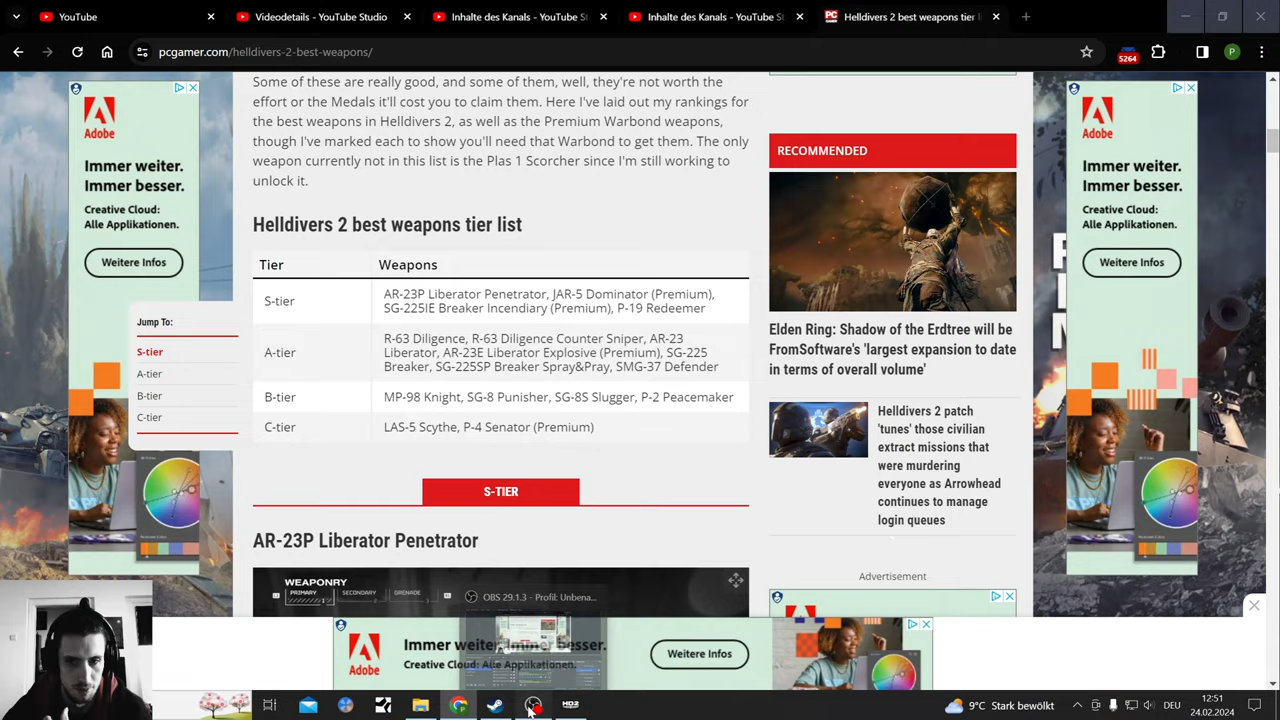 YouTube
Videodetails - YouTube Studio
Inhalte des Kanals - YouTube St
Inhalte des Kanals - YouTube St
Helldivers 2 best weapons tier l
pcgamer.com/helldivers-2-best-weapons/
5264
P
Adobe
Immer weiter.
Immer besser.
Creative Cloud:
Alle Applikationen.
Weitere Infos
Jump To:
S-tier
A-tier
B-tier
C-tier
Some of these are really good, and some of them, well, they're not worth the
effort or the Medals it'll cost you to claim them. Here I've laid out my rankings for
the best weapons in Helldivers 2, as well as the Premium Warbond weapons,
though I've marked each to show you'll need that Warbond to get them. The only
weapon currently not in this list is the Plas 1 Scorcher since I'm still working to
unlock it.
Helldivers 2 best weapons tier list
Tier Weapons
S-tier AR-23P Liberator Penetrator, JAR-5 Dominator (Premium),
SG-225IE Breaker Incendiary (Premium), P-19 Redeemer
A-tier R-63 Diligence, R-63 Diligence Counter Sniper, AR-23
Liberator, AR-23E Liberator Explosive (Premium), SG-225
Breaker, SG-225SP Breaker Spray&Pray, SMG-37 Defender
B-tier MP-98 Knight, SG-8 Punisher, SG-8S Slugger, P-2 Peacemaker
C-tier LAS-5 Scythe, P-4 Senator (Premium)
S-TIER
AR-23P Liberator Penetrator
WEAPONRY
PRIMARY SECONDARY GRENADE
OBS 29.1.3 - Profil: Unbena...
RECOMMENDED
Elden Ring: Shadow of the Erdtree will be
FromSoftware's 'largest expansion to date
in terms of overall volume'
Helldivers 2 patch
'tunes' those civilian
extract missions that
were murdering
everyone as Arrowhead
continues to manage
login queues
Advertisement
Adobe
Immer weiter.
Immer besser.
Creative Cloud:
Alle Applikationen.
Weitere Infos
Adobe
Immer weiter. Immer besser.
Creative Cloud: Alle Applikationen.
Weitere Infos
HD2
9°C Stark bewölkt
DEU
12:51
24.02.2024